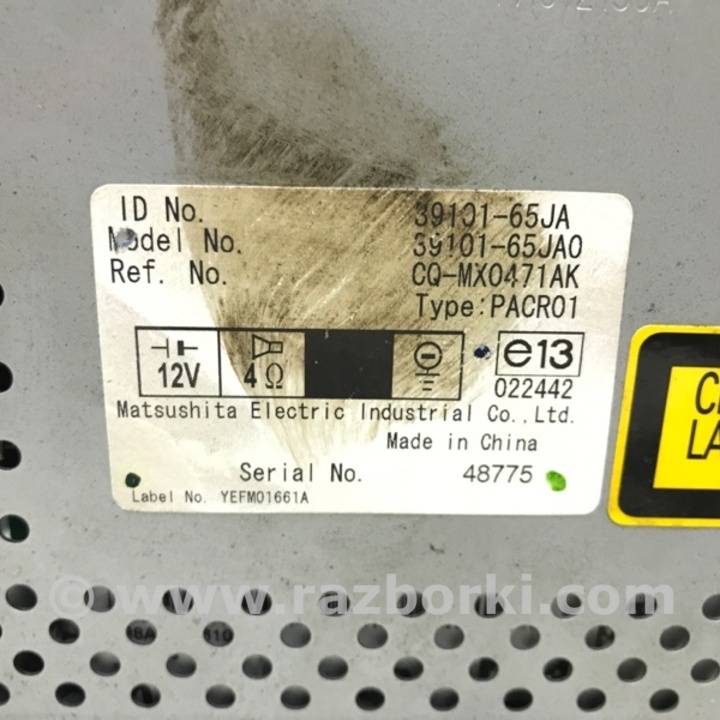 ID No. 39101-65JA
Model No. 39101-65JA0
Ref. No. CQ-MX0471AK
Type:PACR01
12V 4Ω e13
022442
Matsushita Electric Industrial Co.,Ltd.
Made in China
Serial No. 48775
Label No. YEFM01661A
© www.razborki.com